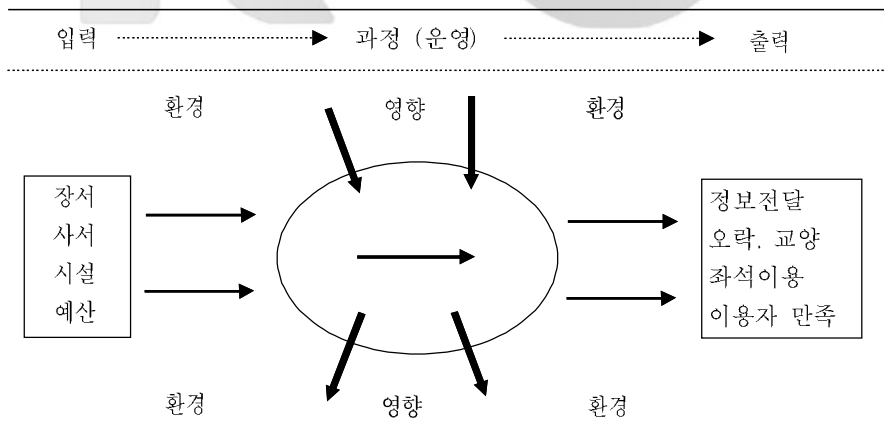 입력 과정 (운영) 출력
환경 영향 환경
장서
사서
시설
예산
정보전달
오락, 교양
좌석이용
이용자 만족
환경 영향 환경